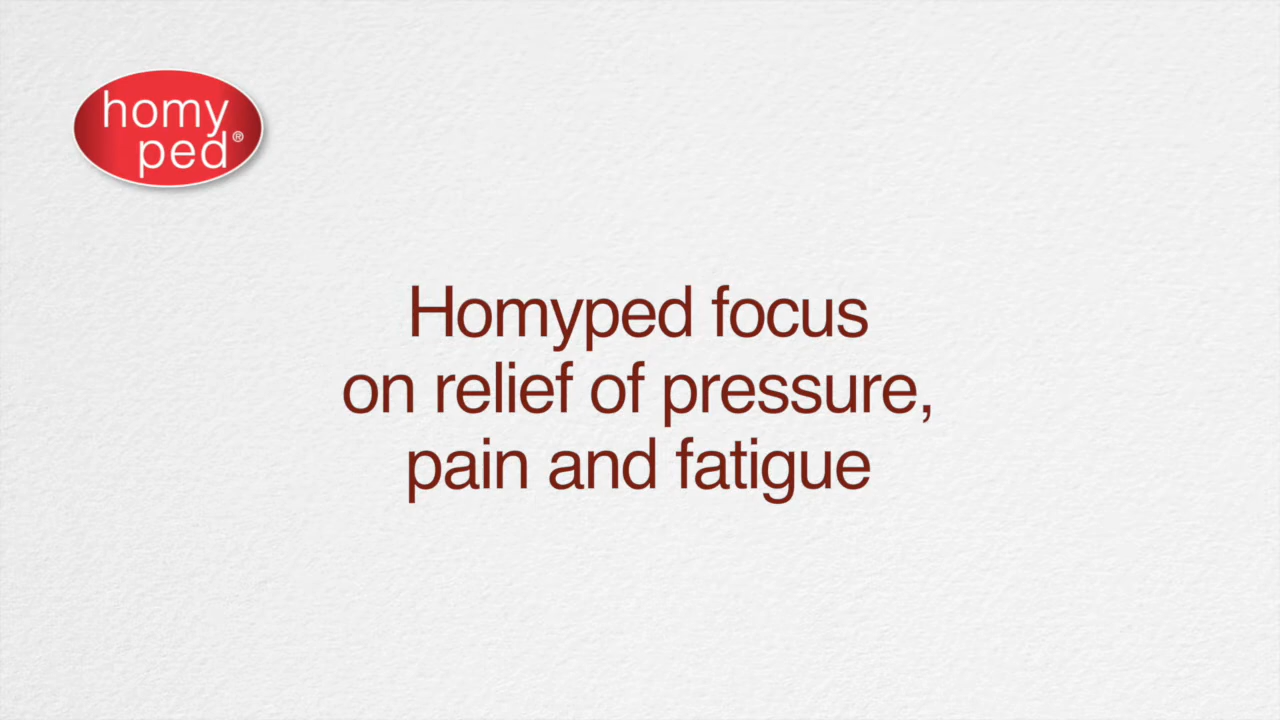 homy
ped®
Homyped focus
on relief of pressure,
pain and fatigue